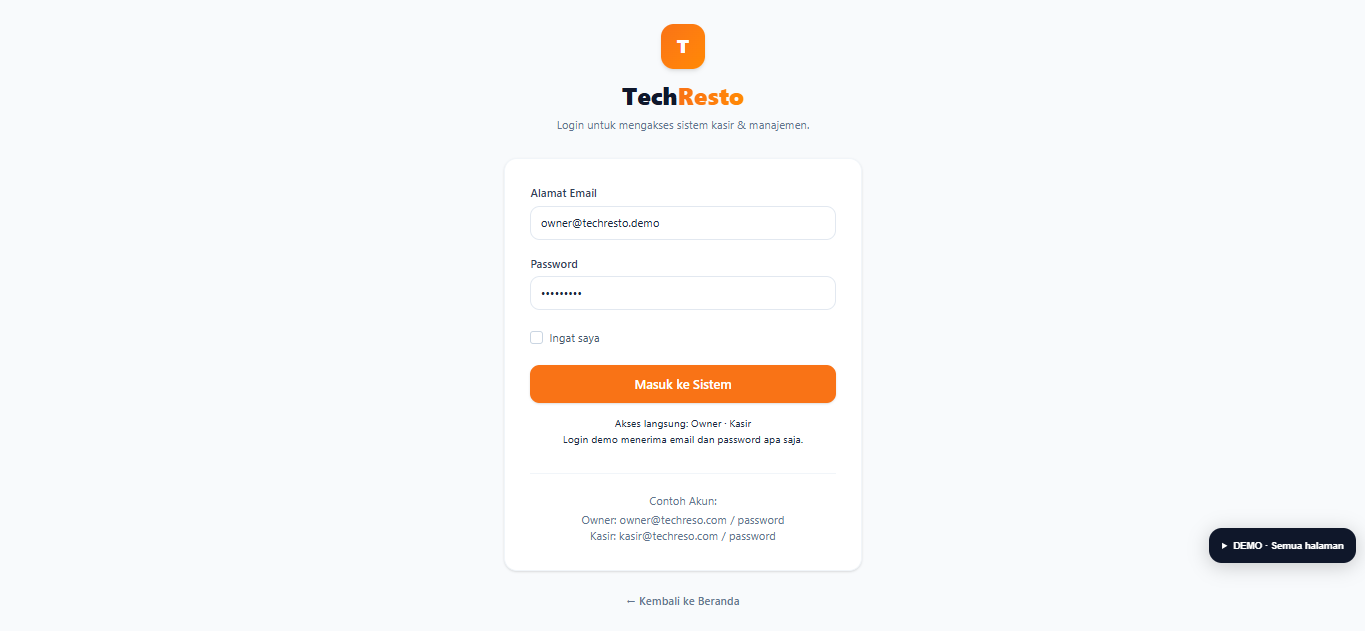 T
TechResto
Login untuk mengakses sistem kasir & manajemen.
Alamat Email
owner@techresto.demo
Password
•••••••••
Ingat saya
Masuk ke Sistem
Akses langsung: Owner · Kasir
Login demo menerima email dan password apa saja.
Contoh Akun:
Owner: owner@techreso.com / password
Kasir: kasir@techreso.com / password
► DEMO · Semua halaman
← Kembali ke Beranda